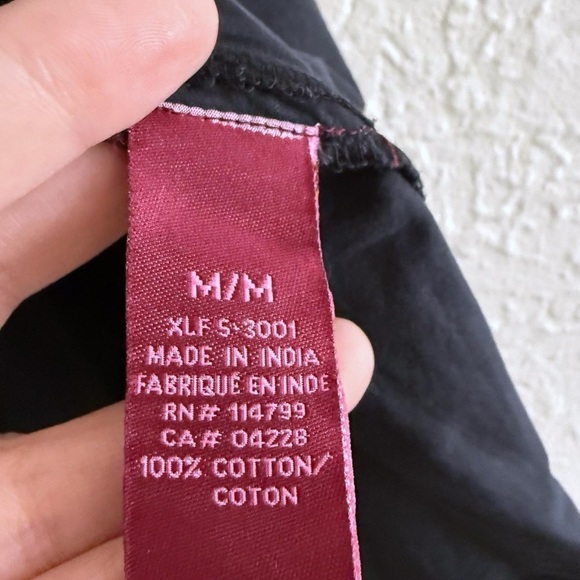 M/M
XLF S-3001
MADE IN INDIA
FABRIQUÉ EN INDE
RN# 114799
CA# 04228
100% COTTON/
COTON